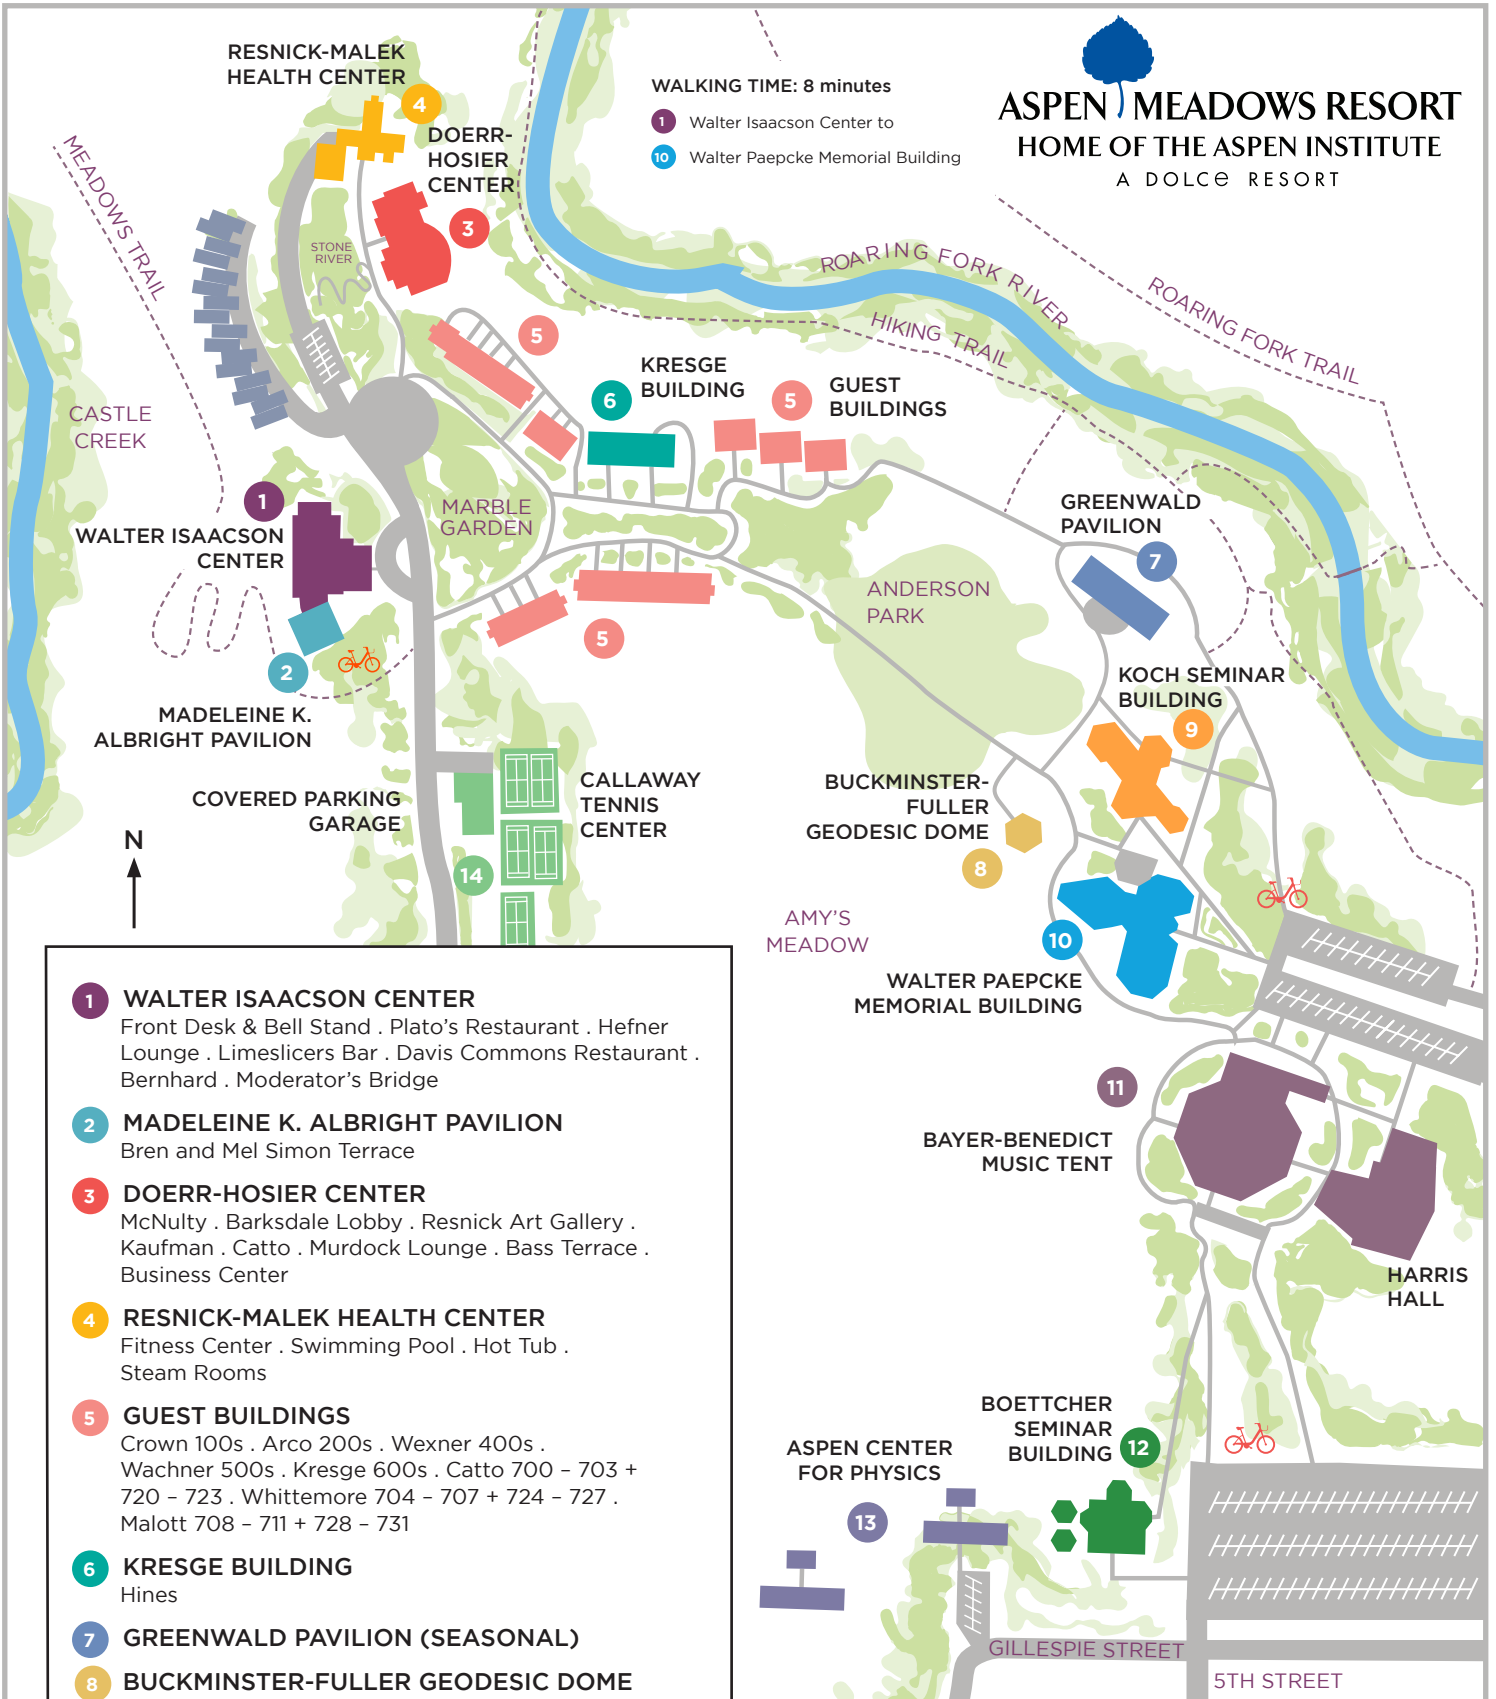 RESNICK-MALEK
HEALTH CENTER
4
DOERR-
HOSIER
CENTER
3
WALKING TIME: 8 minutes
1 Walter Isaacson Center to
10 Walter Paepcke Memorial Building
ASPEN MEADOWS RESORT
HOME OF THE ASPEN INSTITUTE
A DOLCe RESORT
MEADOWS TRAIL
STONE
RIVER
ROARING FORK RIVER
ROARING FORK TRAIL
HIKING TRAIL
5
KRESGE
BUILDING
6
5
GUEST
BUILDINGS
CASTLE
CREEK
1
WALTER ISAACSON
CENTER
MARBLE
GARDEN
GREENWALD
PAVILION
7
ANDERSON
PARK
5
2
MADELEINE K.
ALBRIGHT PAVILION
KOCH SEMINAR
BUILDING
9
COVERED PARKING
GARAGE
CALLAWAY
TENNIS
CENTER
14
BUCKMINSTER-
FULLER
GEODESIC DOME
8
N
AMY'S
MEADOW
10
WALTER PAEPCKE
MEMORIAL BUILDING
11
BAYER-BENEDICT
MUSIC TENT
HARRIS
HALL
BOETTCHER
SEMINAR
BUILDING
12
ASPEN CENTER
FOR PHYSICS
13
GILLESPIE STREET
5TH STREET
1 WALTER ISAACSON CENTER
Front Desk & Bell Stand . Plato's Restaurant . Hefner
Lounge . Limeslicers Bar . Davis Commons Restaurant .
Bernhard . Moderator's Bridge
2 MADELEINE K. ALBRIGHT PAVILION
Bren and Mel Simon Terrace
3 DOERR-HOSIER CENTER
McNulty . Barksdale Lobby . Resnick Art Gallery .
Kaufman . Catto . Murdock Lounge . Bass Terrace .
Business Center
4 RESNICK-MALEK HEALTH CENTER
Fitness Center . Swimming Pool . Hot Tub .
Steam Rooms
5 GUEST BUILDINGS
Crown 100s . Arco 200s . Wexner 400s .
Wachner 500s . Kresge 600s . Catto 700 – 703 +
720 – 723 . Whittemore 704 – 707 + 724 – 727 .
Malott 708 – 711 + 728 – 731
6 KRESGE BUILDING
Hines
7 GREENWALD PAVILION (SEASONAL)
8 BUCKMINSTER-FULLER GEODESIC DOME